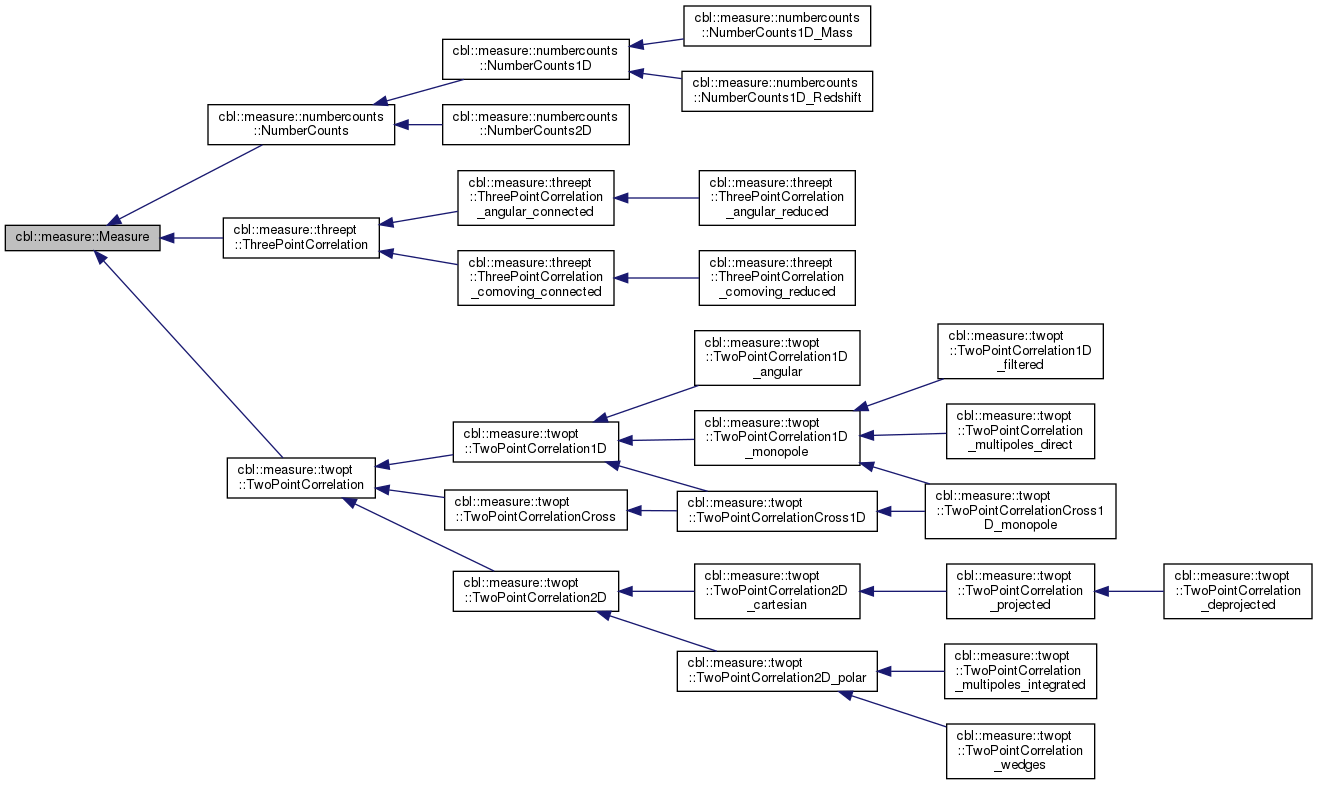 cbl::measure::Measure
cbl::measure::numbercounts
::NumberCounts
cbl::measure::numbercounts
::NumberCounts1D
cbl::measure::numbercounts
::NumberCounts1D_Mass
cbl::measure::numbercounts
::NumberCounts1D_Redshift
cbl::measure::numbercounts
::NumberCounts2D
cbl::measure::threept
::ThreePointCorrelation
cbl::measure::threept
::ThreePointCorrelation
_angular_connected
cbl::measure::threept
::ThreePointCorrelation
_angular_reduced
cbl::measure::threept
::ThreePointCorrelation
_comoving_connected
cbl::measure::threept
::ThreePointCorrelation
_comoving_reduced
cbl::measure::twopt
::TwoPointCorrelation
cbl::measure::twopt
::TwoPointCorrelation1D
cbl::measure::twopt
::TwoPointCorrelation1D
_angular
cbl::measure::twopt
::TwoPointCorrelation1D
_monopole
cbl::measure::twopt
::TwoPointCorrelation1D
_filtered
cbl::measure::twopt
::TwoPointCorrelation
_multipoles_direct
cbl::measure::twopt
::TwoPointCorrelationCross
cbl::measure::twopt
::TwoPointCorrelationCross1D
cbl::measure::twopt
::TwoPointCorrelationCross1
D_monopole
cbl::measure::twopt
::TwoPointCorrelation2D
cbl::measure::twopt
::TwoPointCorrelation2D
_cartesian
cbl::measure::twopt
::TwoPointCorrelation
_projected
cbl::measure::twopt
::TwoPointCorrelation
_deprojected
cbl::measure::twopt
::TwoPointCorrelation2D_polar
cbl::measure::twopt
::TwoPointCorrelation
_multipoles_integrated
cbl::measure::twopt
::TwoPointCorrelation
_wedges